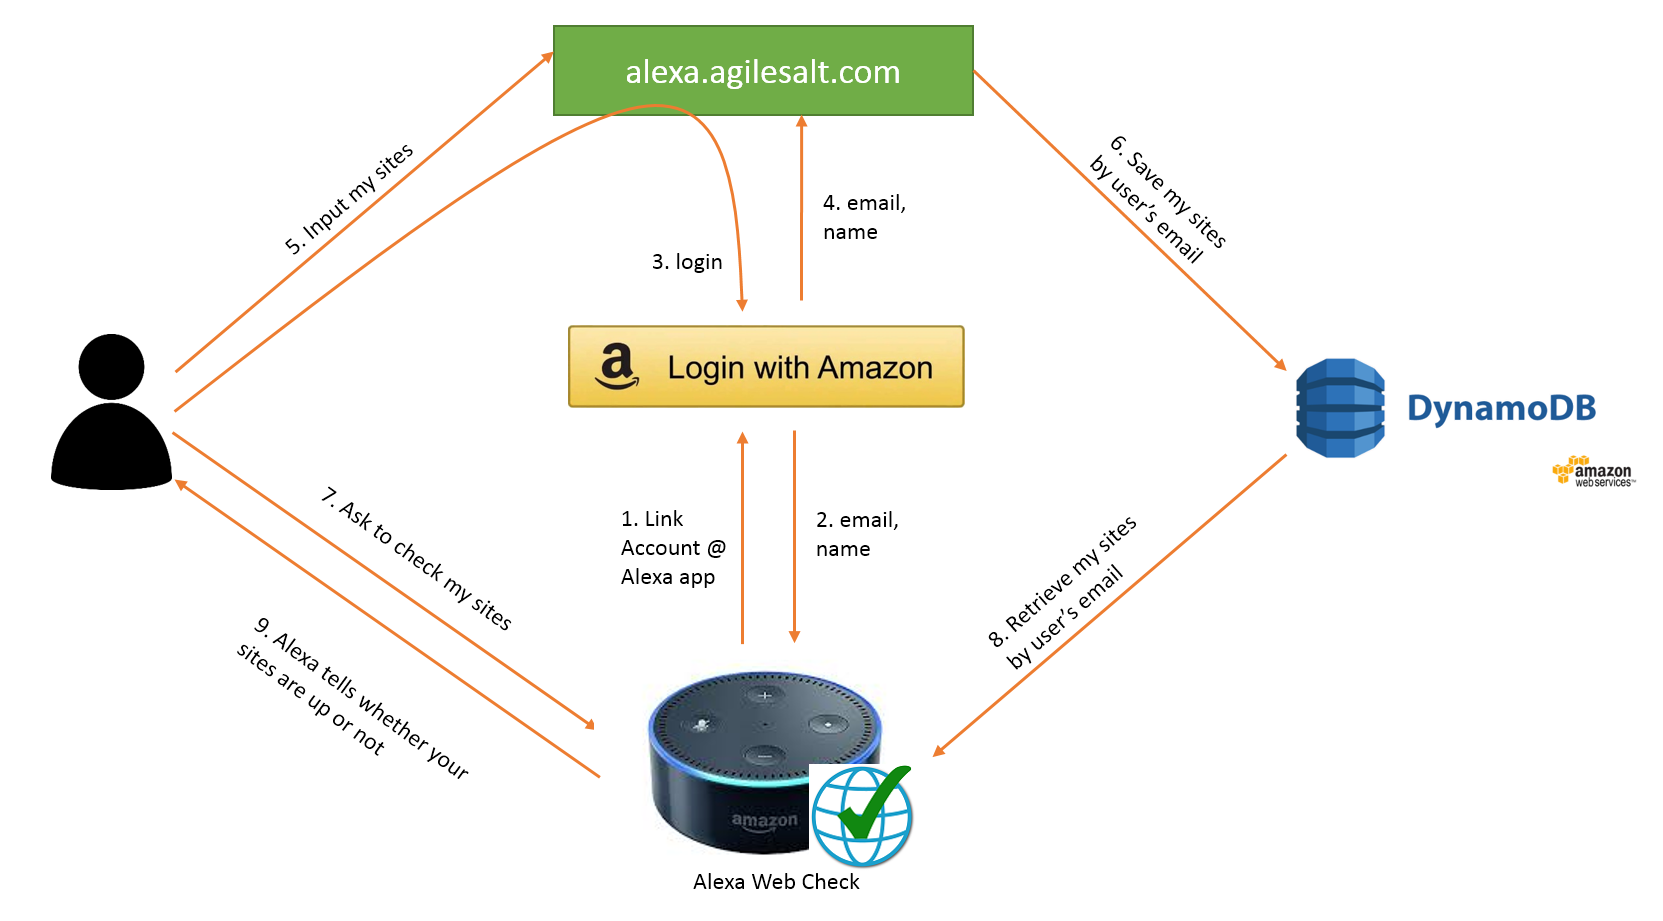 alexa.agilesalt.com
5. Input my sites
6. Save my sites
by user's email
4. email,
name
3. login
a Login with Amazon
DynamoDB
amazon
web services™
1. Link
Account @
Alexa app
2. email,
name
7. Ask to check my sites
8. Retrieve my sites
by user's email
9. Alexa tells whether your
sites are up or not
amazon
Alexa Web Check